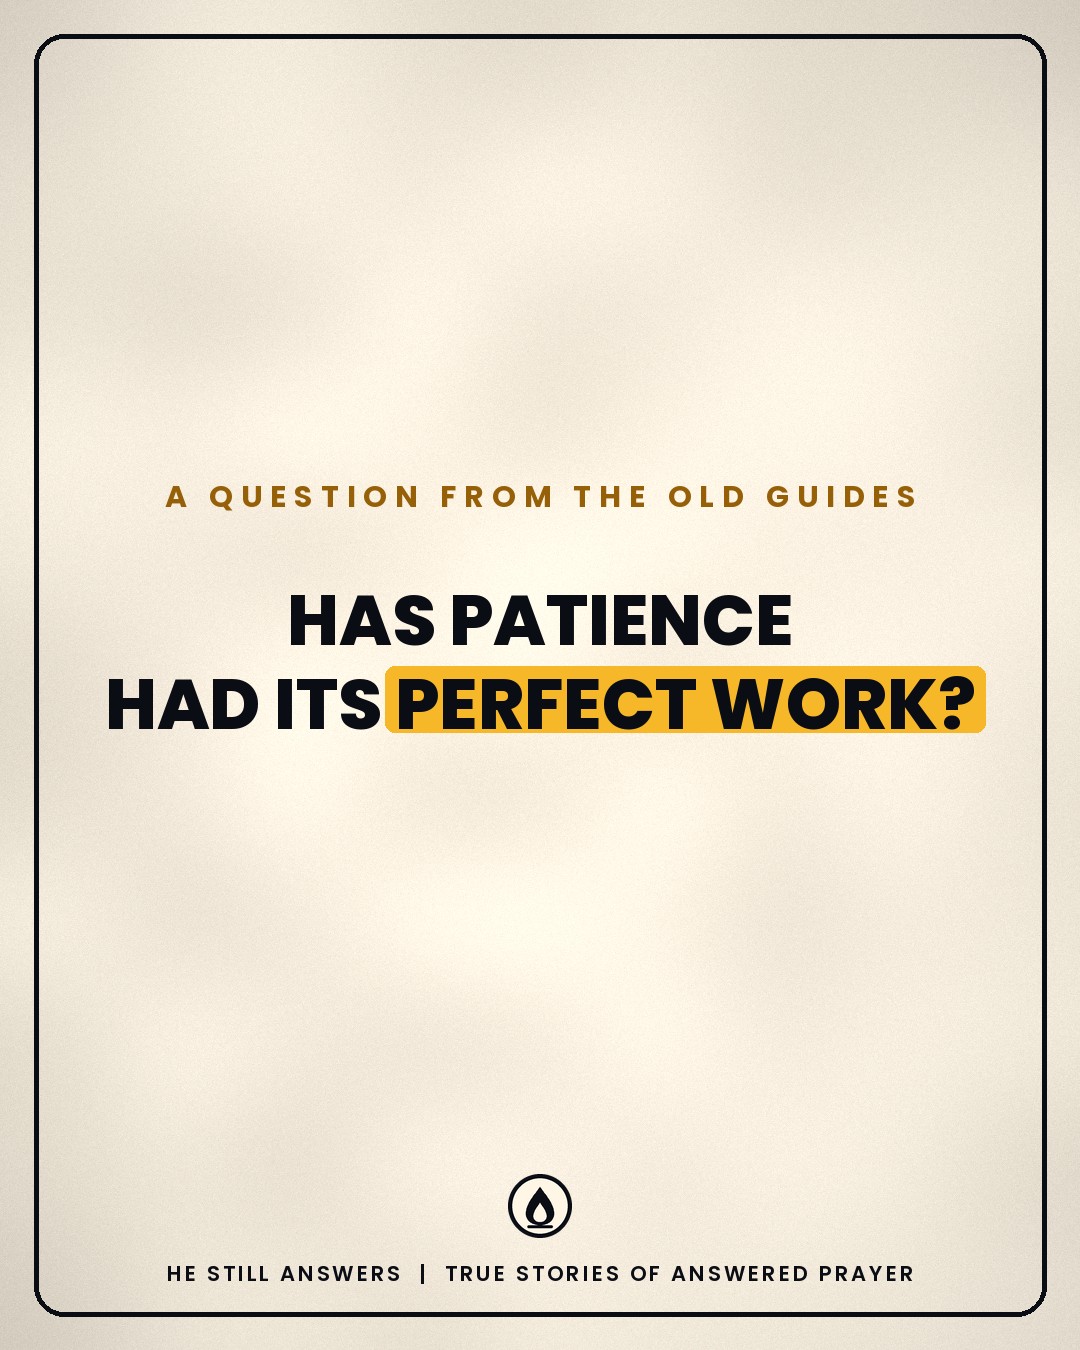 A QUESTION FROM THE OLD GUIDES
HAS PATIENCE
HAD ITS PERFECT WORK?
HE STILL ANSWERS | TRUE STORIES OF ANSWERED PRAYER